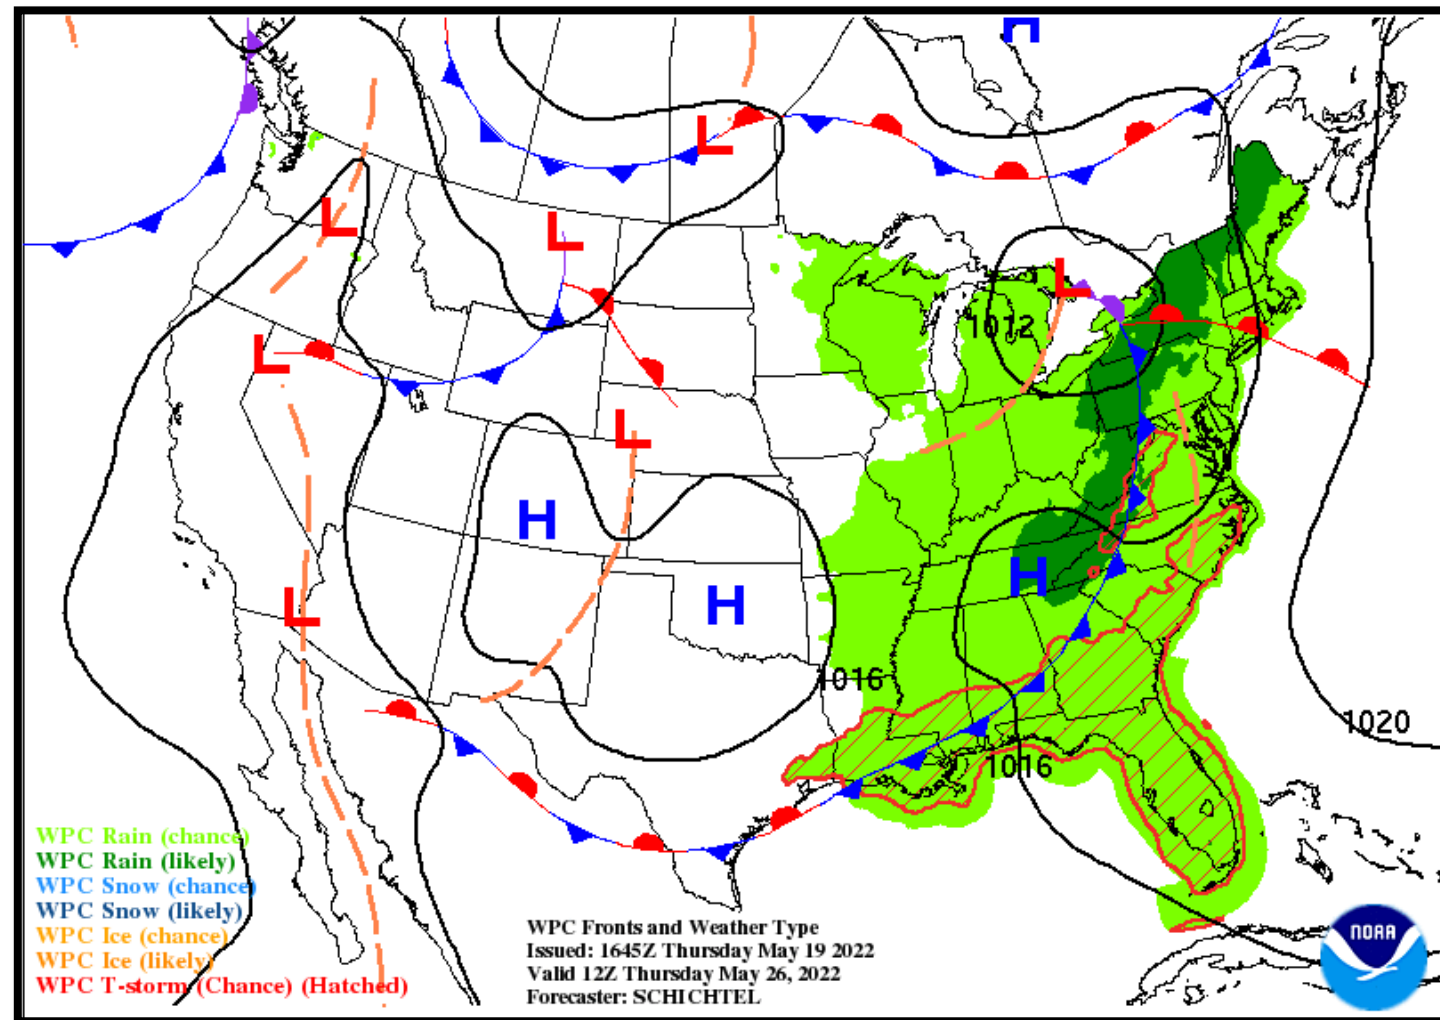 H
L
L
L
L
1012
L
L
H
H
H
L
1016
1020
1016
WPC Rain (chance)
WPC Rain (likely)
WPC Snow (chance)
WPC Snow (likely)
WPC Ice (chance)
WPC Ice (likely)
WPC T-storm (Chance) (Hatched)
WPC Fronts and Weather Type
Issued: 1645Z Thursday May 19 2022
Valid 12Z Thursday May 26, 2022
Forecaster: SCHICHTEL
NOAA